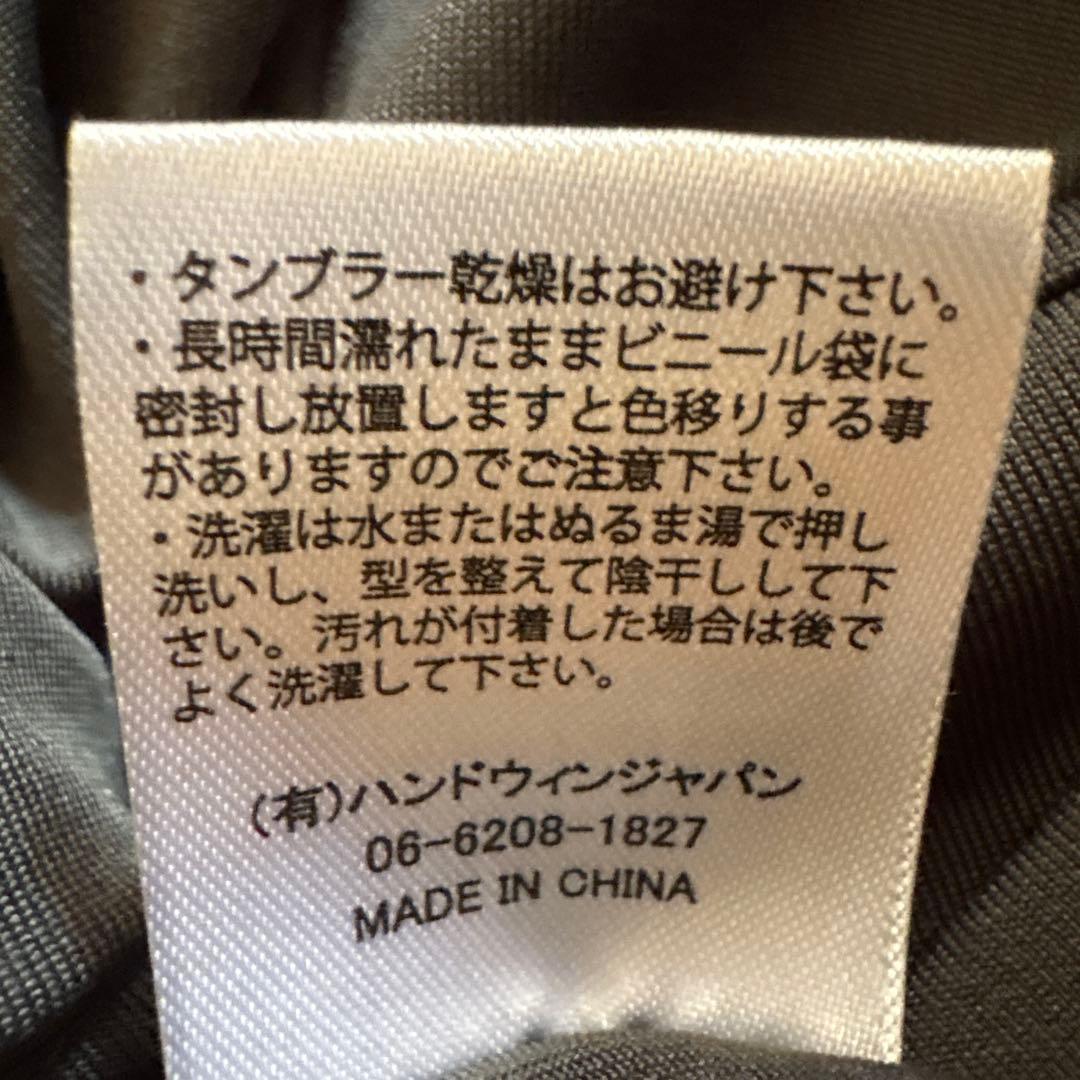 ・タンブラー乾燥はお避け下さい。
・長時間濡れたままビニール袋に
密封し放置しますと色移りする事
がありますのでご注意下さい。
・洗濯は水またはぬるま湯で押し
洗いし、型を整えて陰干しして下
さい。汚れが付着した場合は後で
よく洗濯して下さい。
(有)ハンドウィンジャパン
06-6208-1827
MADE IN CHINA